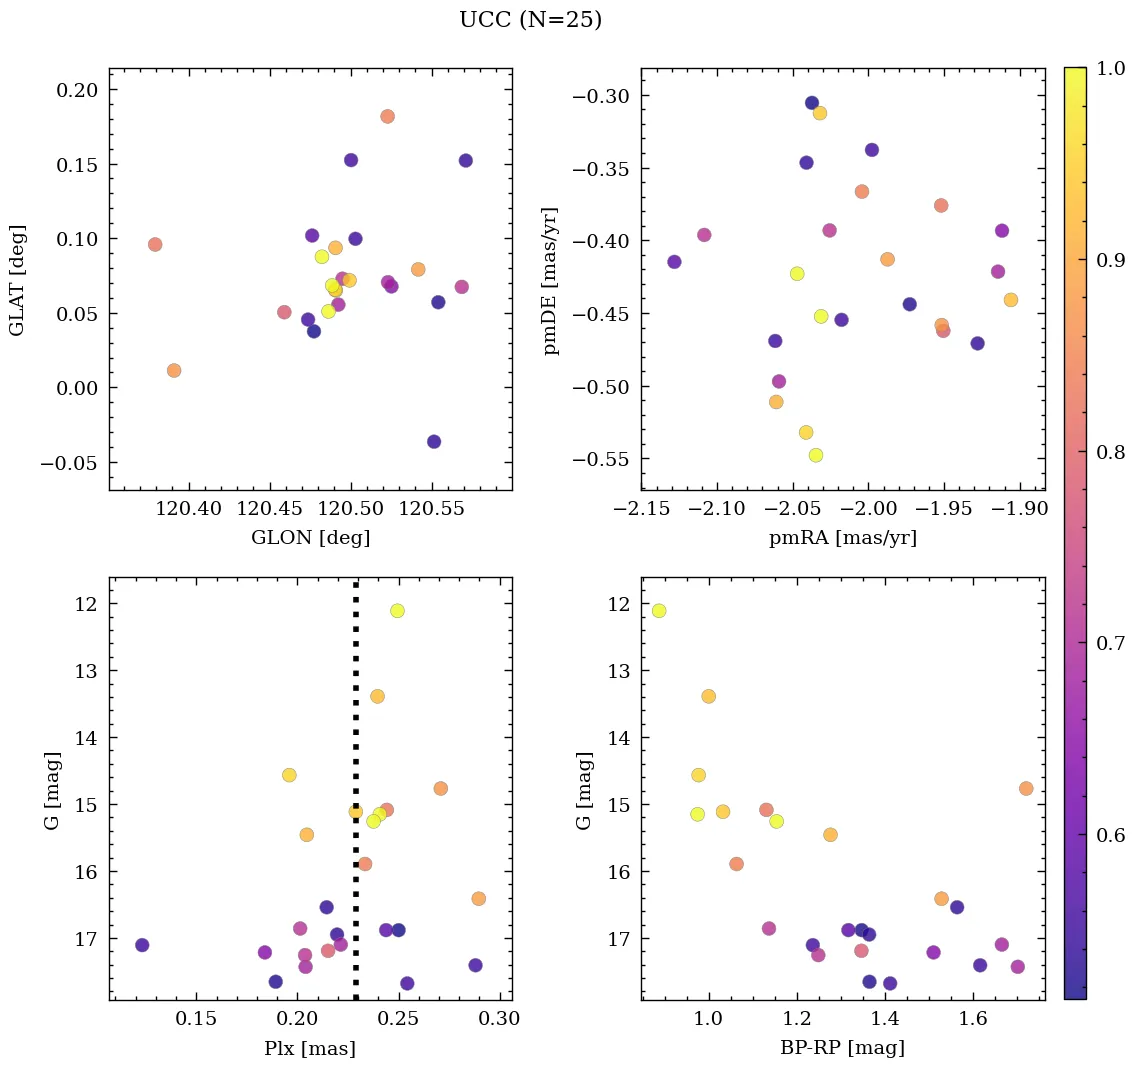 UCC (N=25)
0.20
0.15
0.10
0.05
0.00
−0.05
GLAT [deg]
120.40 120.45 120.50 120.55
GLON [deg]
−0.30
−0.35
−0.40
−0.45
−0.50
−0.55
pmDE [mas/yr]
−2.15 −2.10 −2.05 −2.00 −1.95 −1.90
pmRA [mas/yr]
1.0
0.9
0.8
0.7
0.6
12
13
14
15
16
17
G [mag]
0.15 0.20 0.25 0.30
Plx [mas]
12
13
14
15
16
17
G [mag]
1.0 1.2 1.4 1.6
BP-RP [mag]